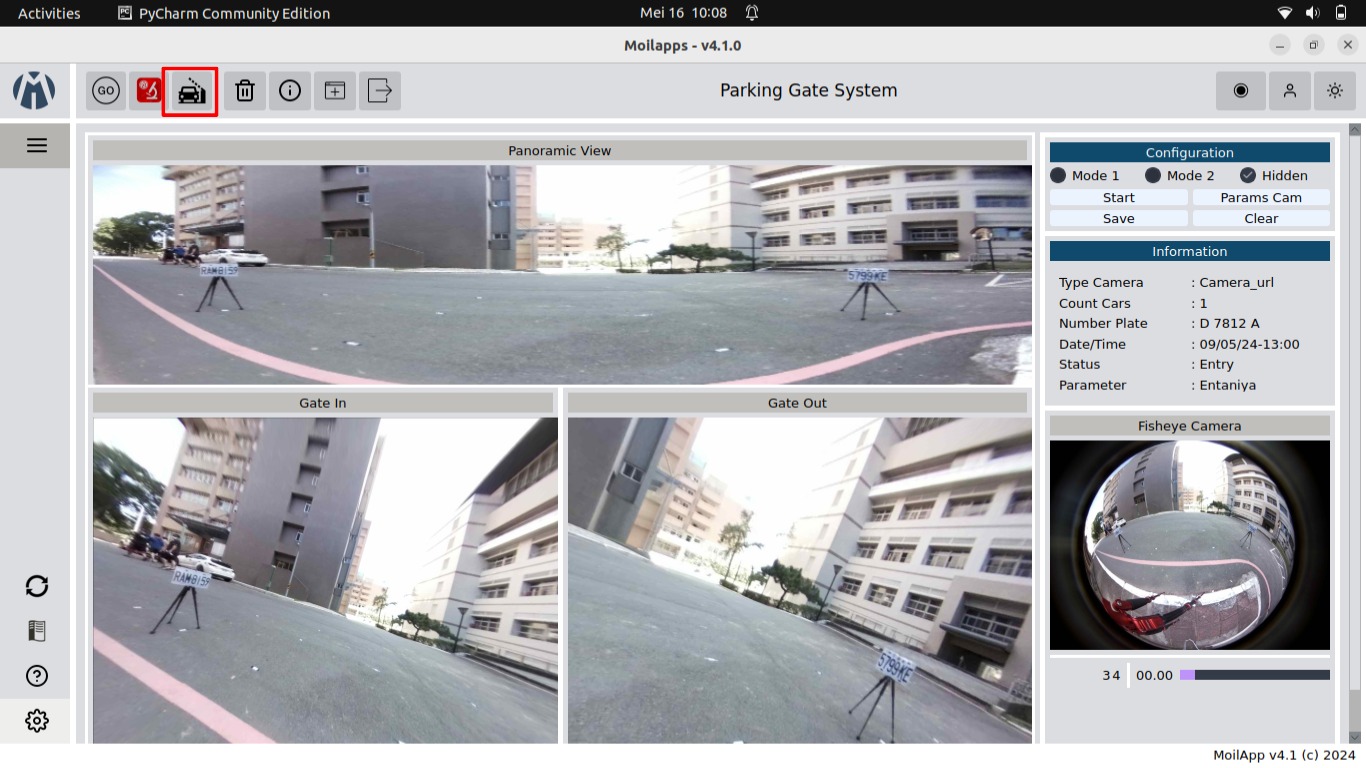 Activities PyCharm Community Edition Mei 16 10:08
Moilapps - v4.1.0
GO Parking Gate System
Panoramic View
RAM8159
5799KE
Configuration
Mode 1 Mode 2 Hidden
Start Params Cam
Save Clear
Information
Type Camera : Camera_url
Count Cars : 1
Number Plate : D 7812 A
Date/Time : 09/05/24-13:00
Status : Entry
Parameter : Entaniya
Gate In
RAM8159
Gate Out
5799KE
Fisheye Camera
34 00.00
MoilApp v4.1 (c) 2024